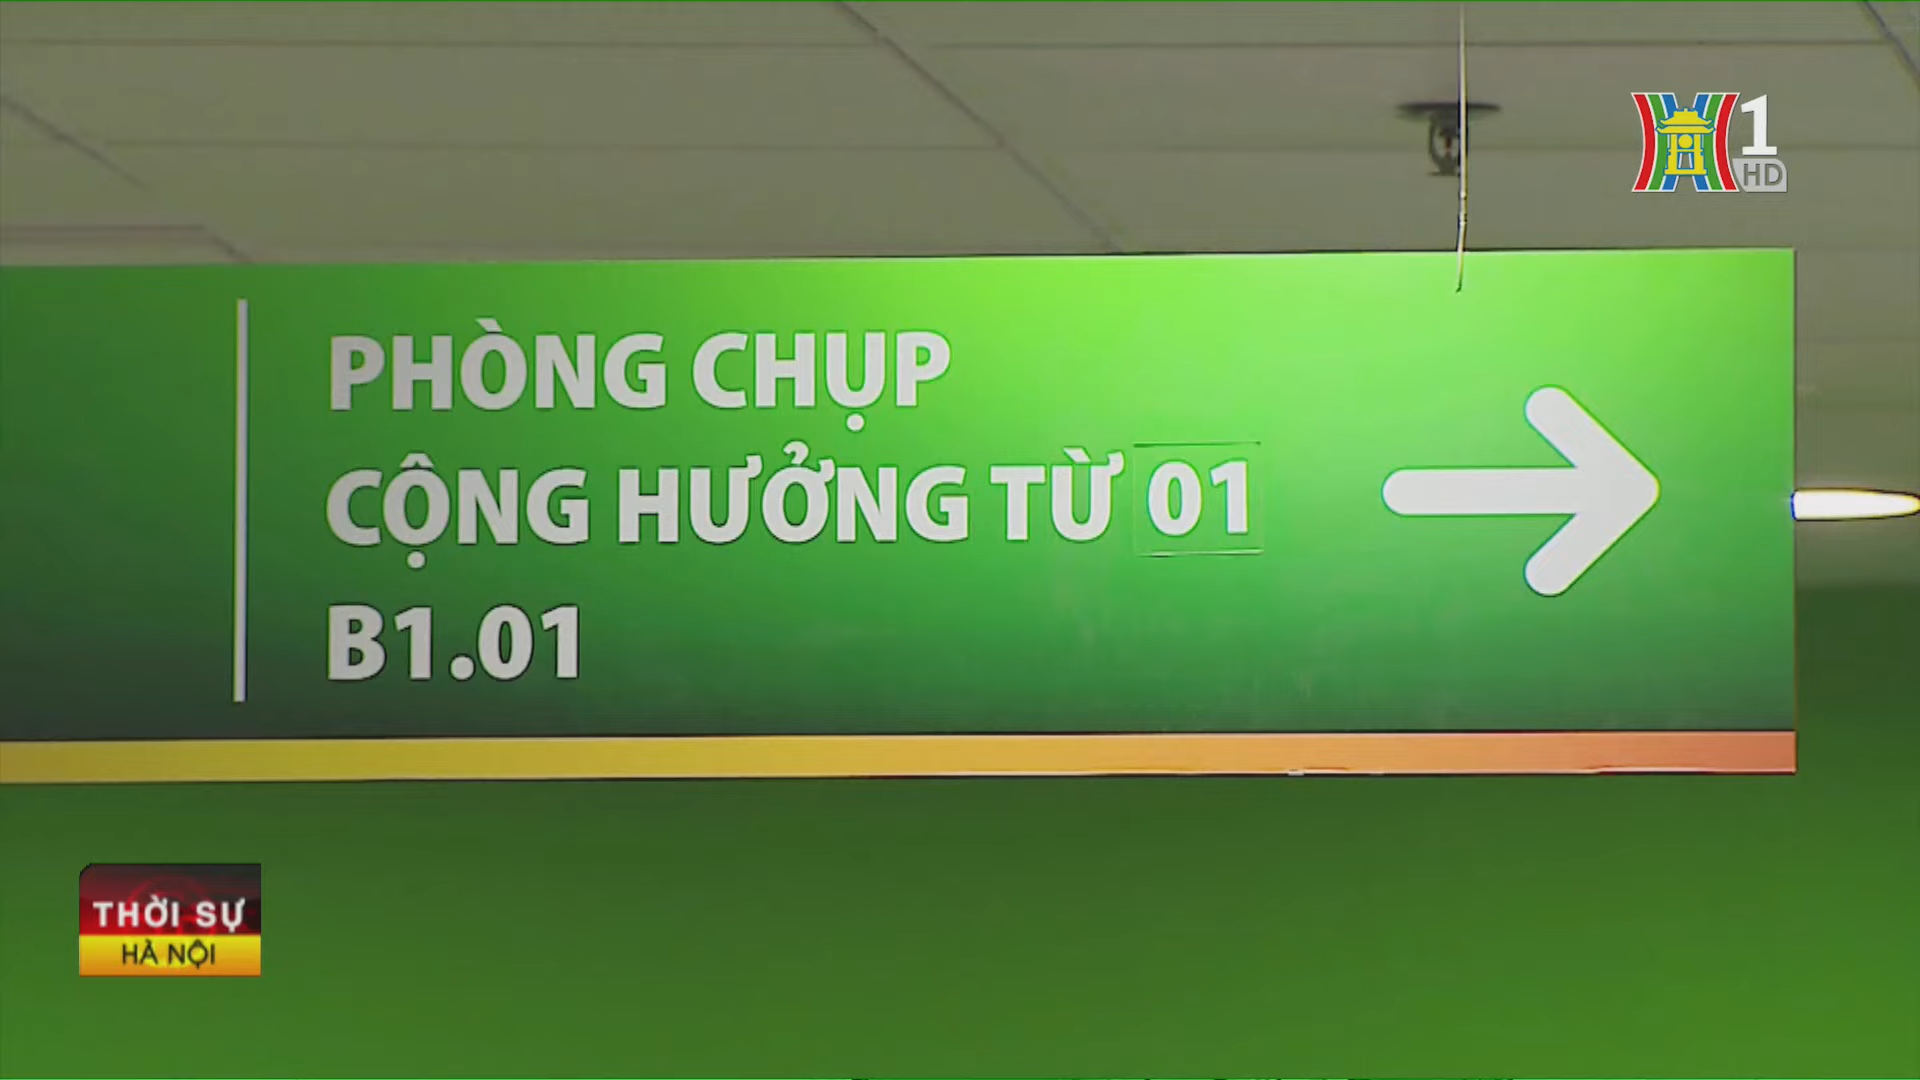 1
HD
PHÒNG CHỤP
CỘNG HƯỞNG TỪ 01
B1.01
THỜI SỰ
HÀ NỘI